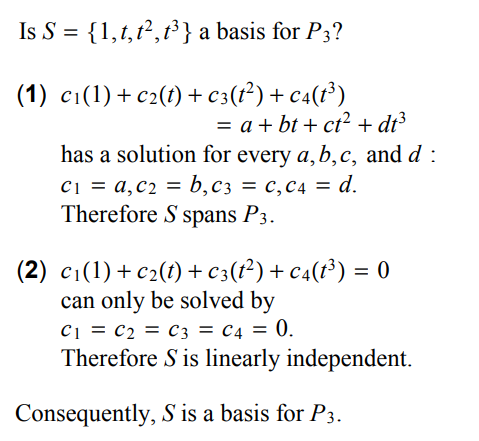 Is S = {1, t, t², t³} a basis for P₃?
(1) c₁(1) + c₂(t) + c₃(t²) + c₄(t³)
= a + bt + ct² + dt³
has a solution for every a, b, c, and d :
c₁ = a, c₂ = b, c₃ = c, c₄ = d.
Therefore S spans P₃.
(2) c₁(1) + c₂(t) + c₃(t²) + c₄(t³) = 0
can only be solved by
c₁ = c₂ = c₃ = c₄ = 0.
Therefore S is linearly independent.
Consequently, S is a basis for P₃.